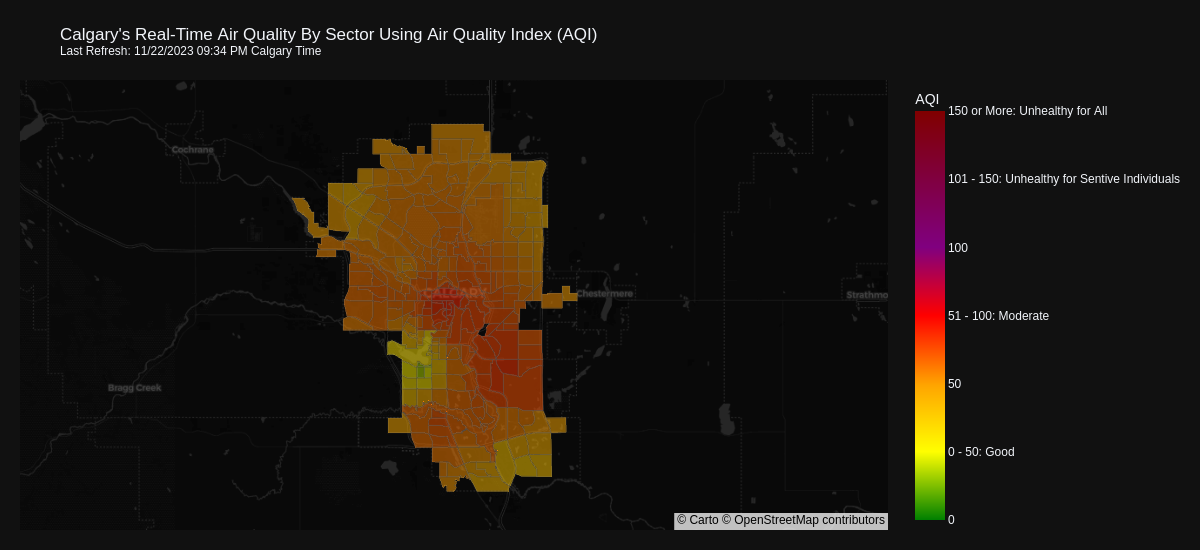 Calgary's Real-Time Air Quality By Sector Using Air Quality Index (AQI)
Last Refresh: 11/22/2023 09:34 PM Calgary Time
AQI
150 or More: Unhealthy for All
Cochrane
101 - 150: Unhealthy for Sentive Individuals
100
CALGARY
Chestermere
Strathmo
51 - 100: Moderate
Bragg Creek
50
0 - 50: Good
0
© Carto © OpenStreetMap contributors